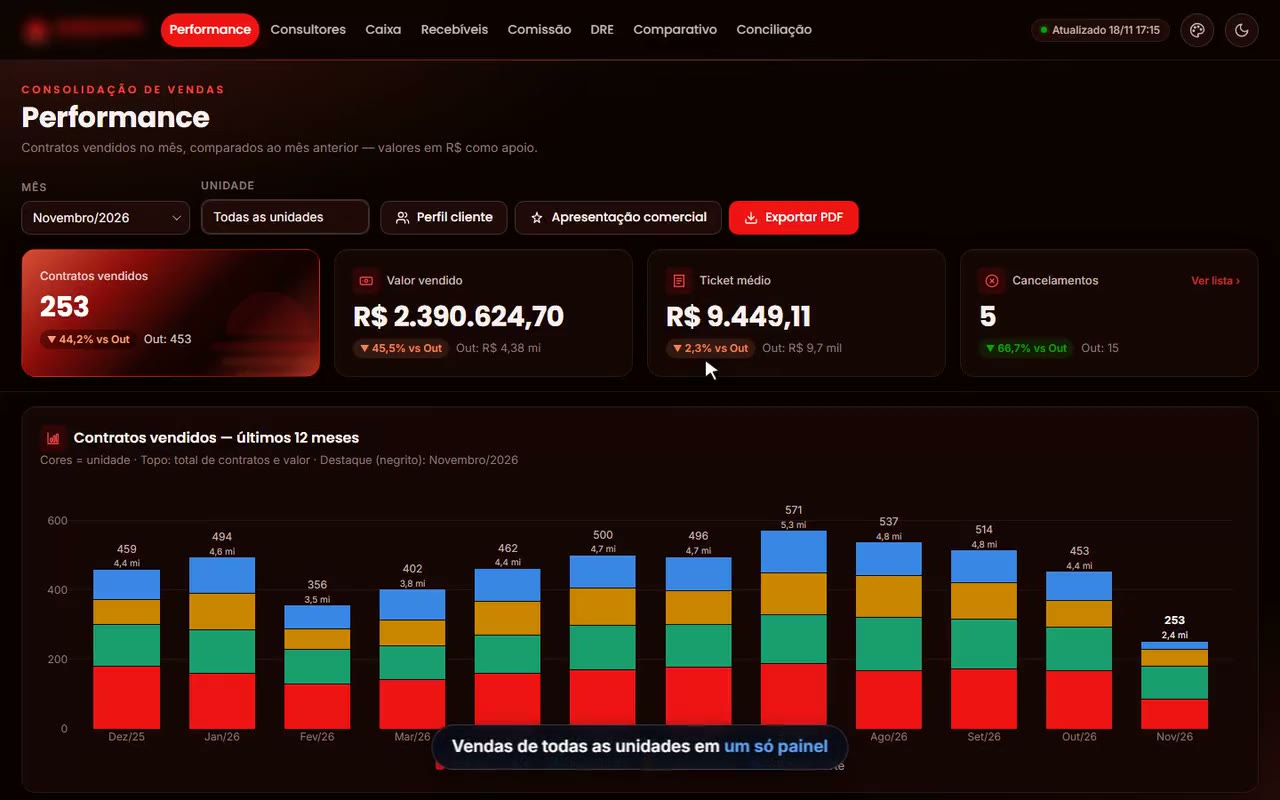 Performance Consultores Caixa Recebíveis Comissão DRE Comparativo Conciliação Atualizado 18/11 17:15
CONSOLIDAÇÃO DE VENDAS
Performance
Contratos vendidos no mês, comparados ao mês anterior — valores em R$ como apoio.
MÊS UNIDADE
Novembro/2026 Todas as unidades Perfil cliente Apresentação comercial Exportar PDF
Contratos vendidos
253
▼ 44,2% vs Out Out: 453
Valor vendido
R$ 2.390.624,70
▼ 45,5% vs Out Out: R$ 4,38 mi
Ticket médio
R$ 9.449,11
▼ 2,3% vs Out Out: R$ 9,7 mil
Cancelamentos Ver lista ›
5
▼ 66,7% vs Out Out: 15
Contratos vendidos — últimos 12 meses
Cores = unidade · Topo: total de contratos e valor · Destaque (negrito): Novembro/2026
600
400
200
0
459
4,4 mi
494
4,6 mi
356
3,5 mi
402
3,8 mi
462
4,4 mi
500
4,7 mi
496
4,7 mi
571
5,3 mi
537
4,8 mi
514
4,8 mi
453
4,4 mi
253
2,4 mi
Dez/25 Jan/26 Fev/26 Mar/26 Ago/26 Set/26 Out/26 Nov/26
Vendas de todas as unidades em um só painel